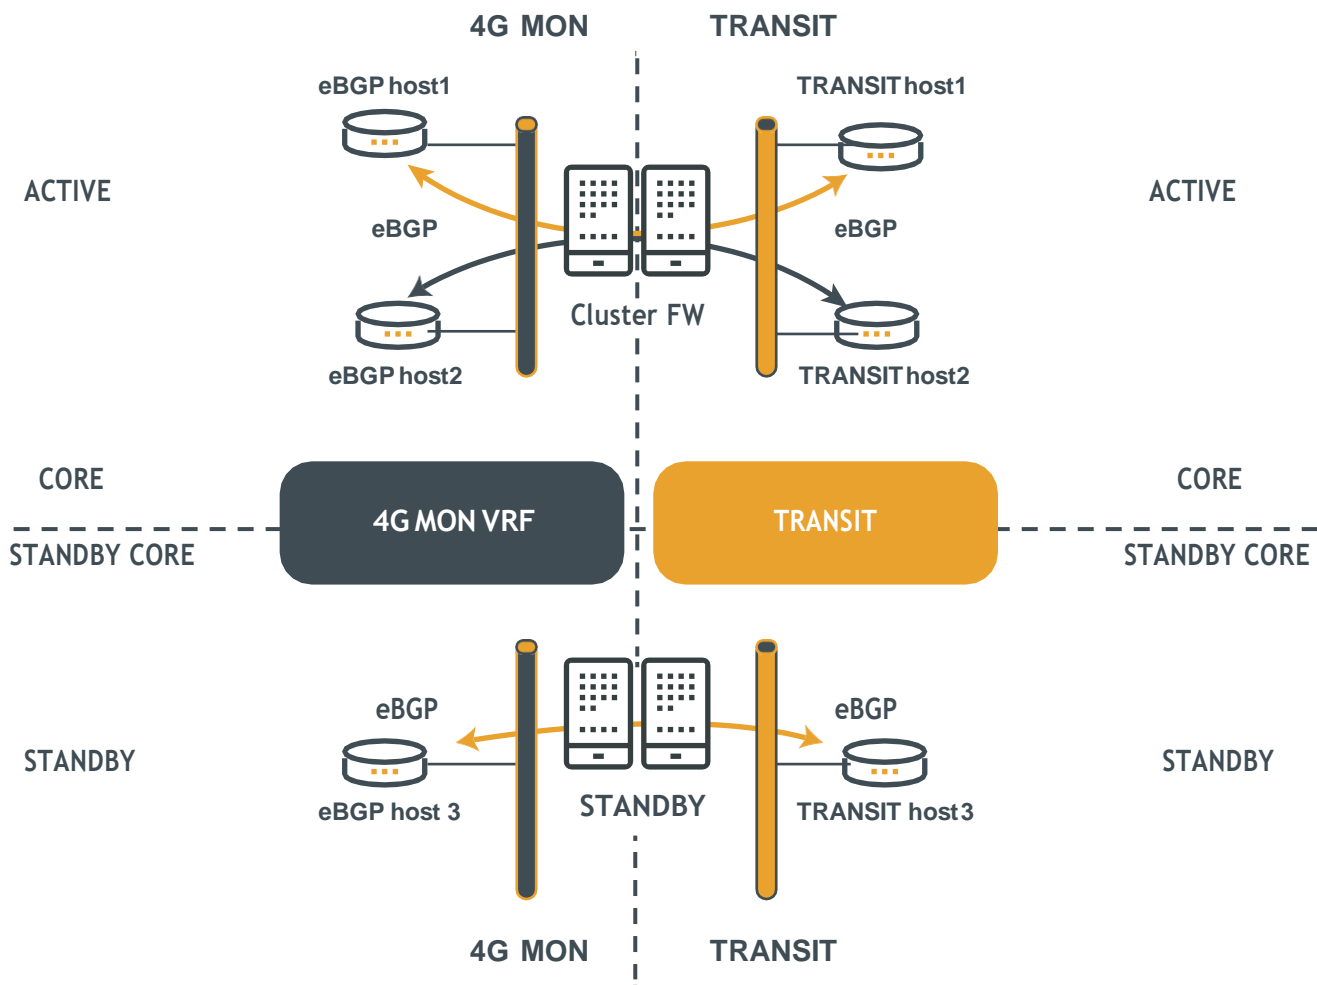 4G MON
TRANSIT
eBGP host1
TRANSIT host1
ACTIVE
ACTIVE
eBGP
eBGP
Cluster FW
eBGP host2
TRANSIT host2
CORE
CORE
4G MON VRF
TRANSIT
STANDBY CORE
STANDBY CORE
eBGP
eBGP
STANDBY
STANDBY
eBGP host 3
STANDBY
TRANSIT host3
4G MON
TRANSIT